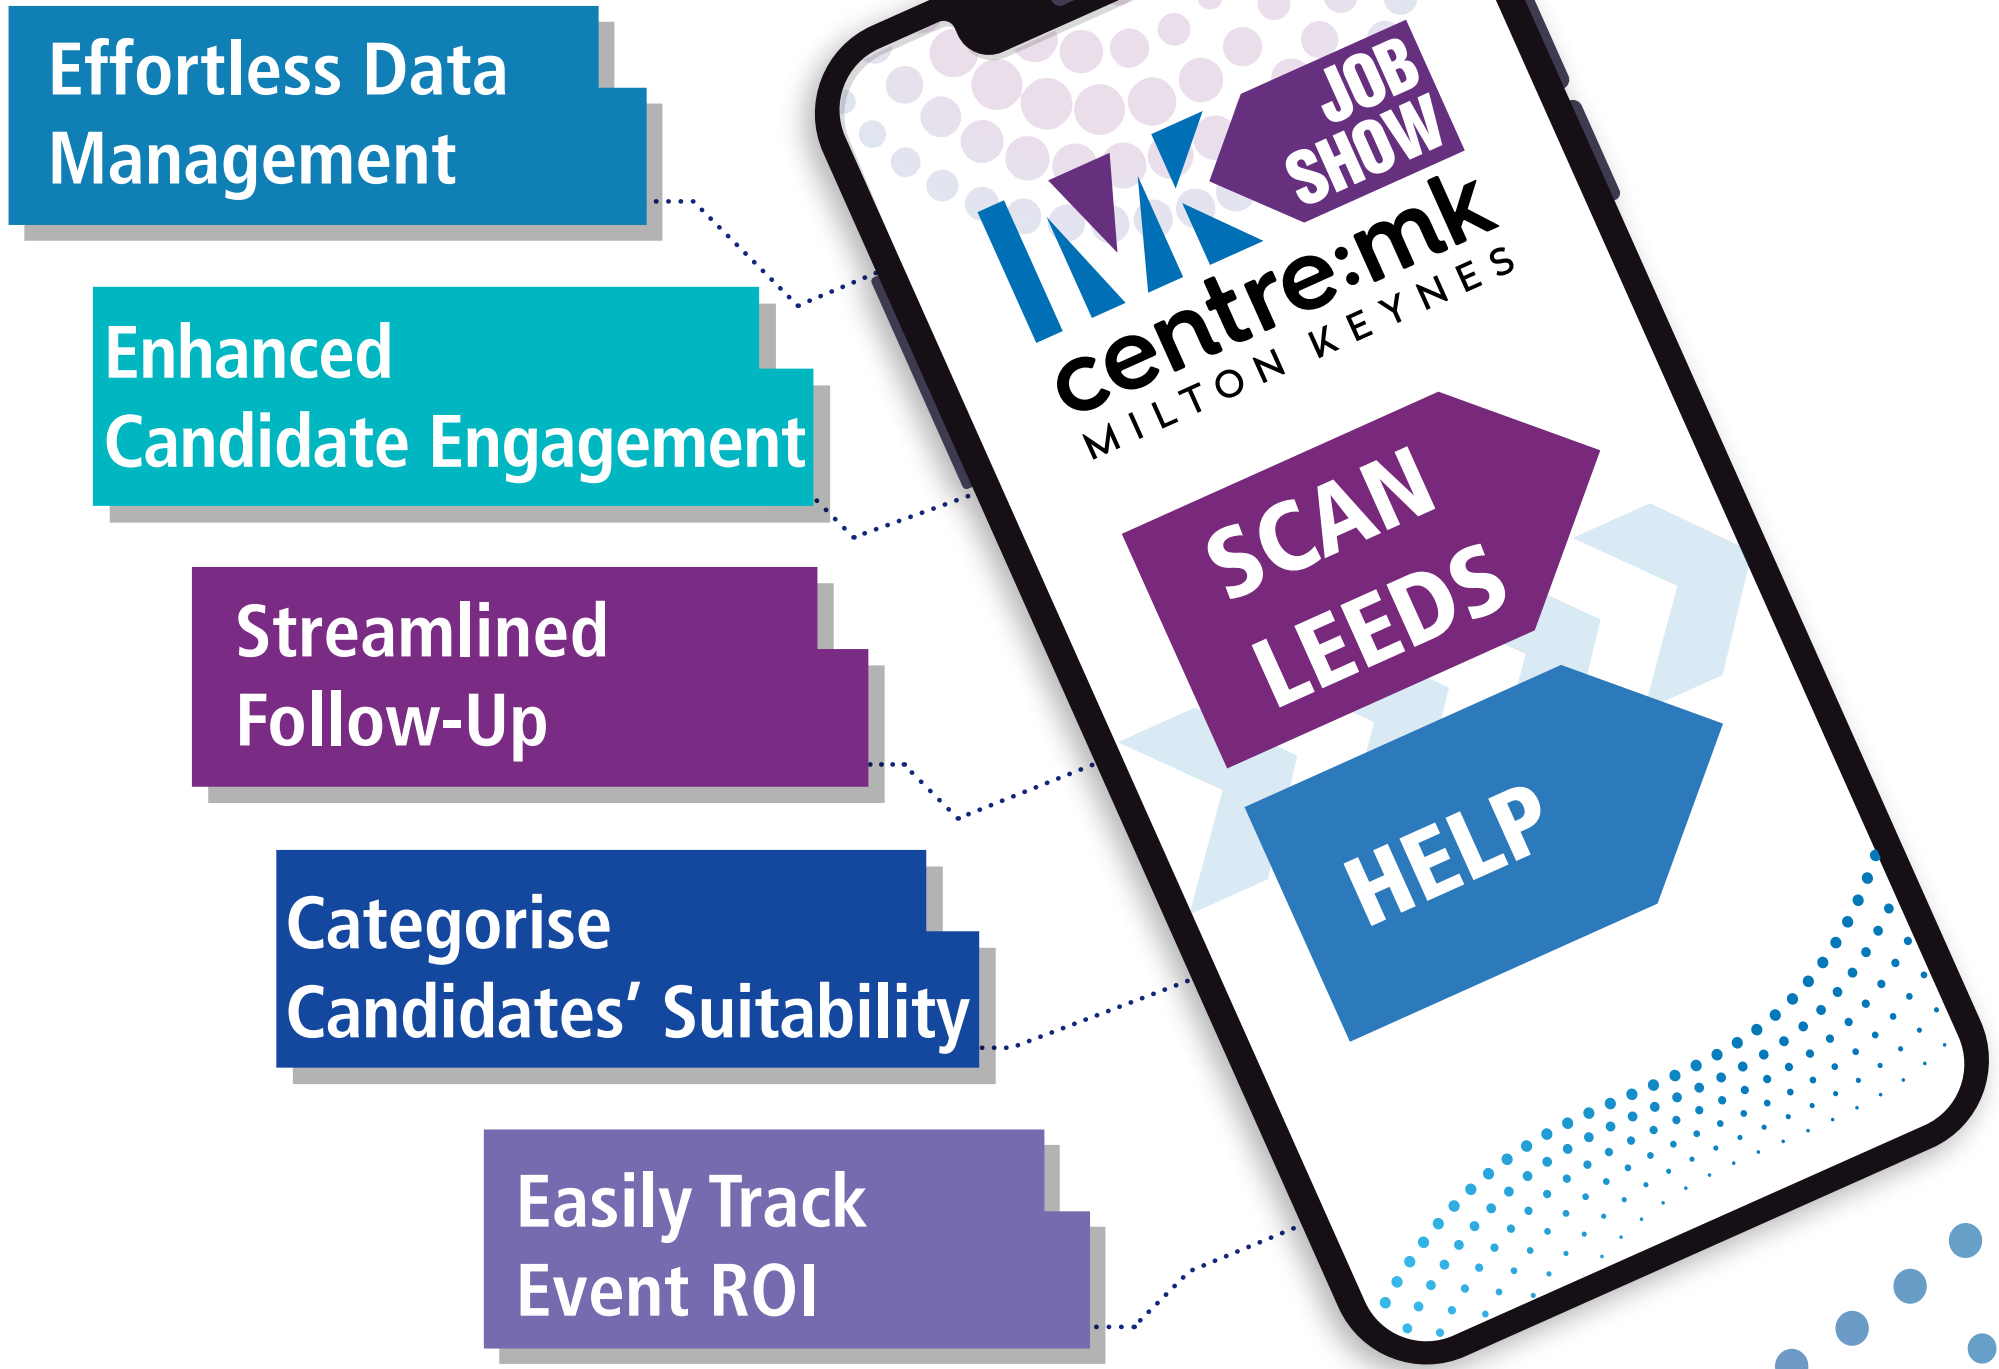 Effortless Data
Management
Enhanced
Candidate Engagement
Streamlined
Follow-Up
Categorise
Candidates’ Suitability
Easily Track
Event ROI
MK
JOB
SHOW
centre:mk
MILTON KEYNES
SCAN
LEEDS
HELP